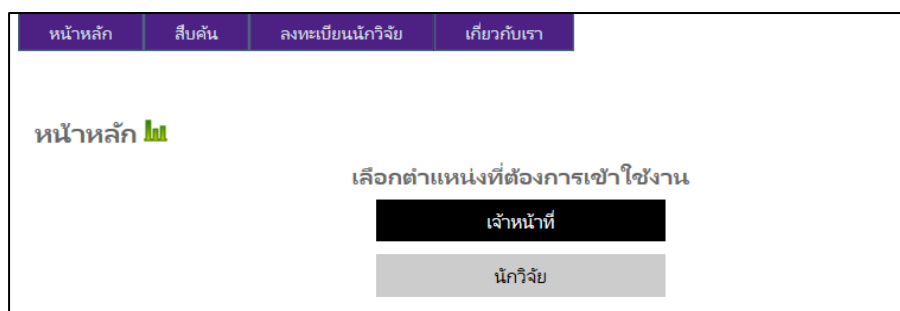 หน้าหลัก สืบค้น ลงทะเบียนนักวิจัย เกี่ยวกับเรา
หน้าหลัก
เลือกตำแหน่งที่ต้องการเข้าใช้งาน
เจ้าหน้าที่
นักวิจัย